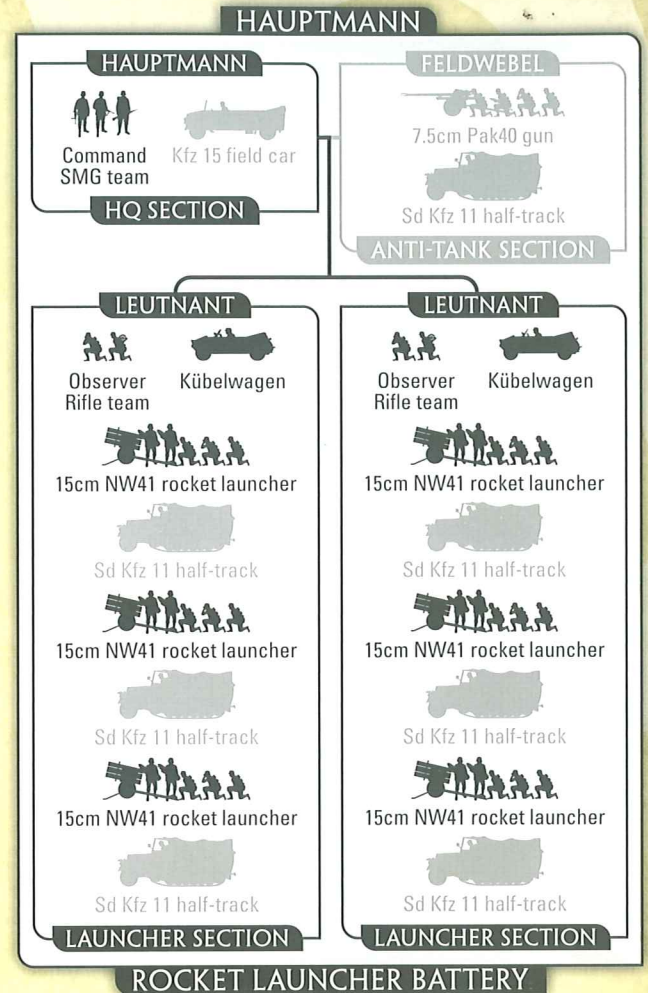 HAUPTMANN
HAUPTMANN
Command
SMG team
Kfz 15 field car
HQ SECTION
FELDWEBEL
7.5cm Pak40 gun
Sd Kfz 11 half-track
ANTI-TANK SECTION
LEUTNANT
Observer
Rifle team
Kübelwagen
15cm NW41 rocket launcher
Sd Kfz 11 half-track
15cm NW41 rocket launcher
Sd Kfz 11 half-track
15cm NW41 rocket launcher
Sd Kfz 11 half-track
LAUNCHER SECTION
LEUTNANT
Observer
Rifle team
Kübelwagen
15cm NW41 rocket launcher
Sd Kfz 11 half-track
15cm NW41 rocket launcher
Sd Kfz 11 half-track
15cm NW41 rocket launcher
Sd Kfz 11 half-track
LAUNCHER SECTION
ROCKET LAUNCHER BATTERY